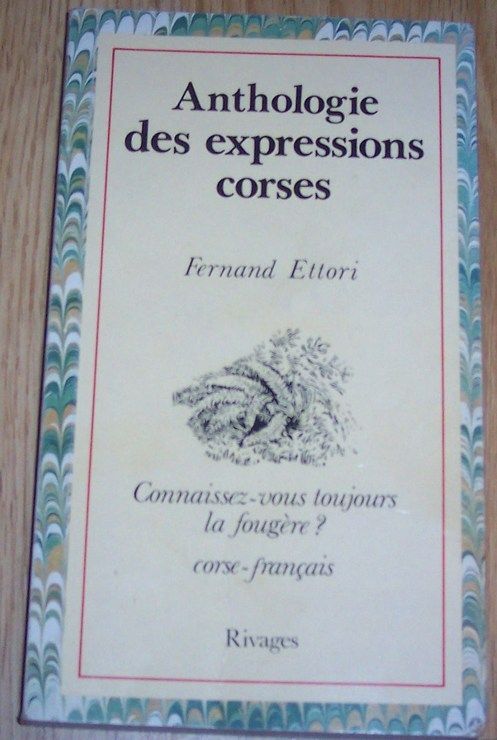 Anthologie
des expressions
corses
Fernand Ettori
Connaissez-vous toujours
la fougère ?
corse-français
Rivages